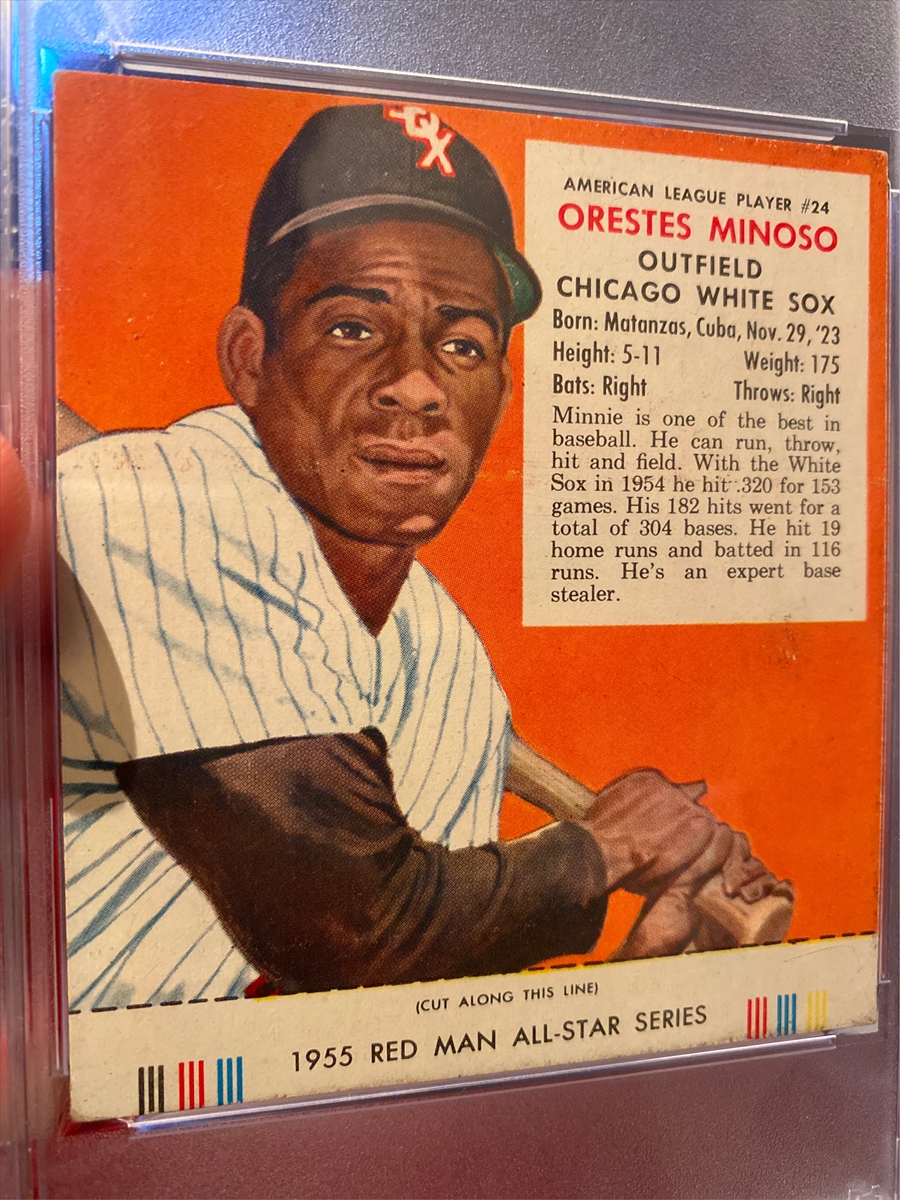 SOX
AMERICAN LEAGUE PLAYER #24
ORESTES MINOSO
OUTFIELD
CHICAGO WHITE SOX
Born: Matanzas, Cuba, Nov. 29, '23
Height: 5-11 Weight: 175
Bats: Right Throws: Right
Minnie is one of the best in
baseball. He can run, throw,
hit and field. With the White
Sox in 1954 he hit .320 for 153
games. His 182 hits went for a
total of 304 bases. He hit 19
home runs and batted in 116
runs. He's an expert base
stealer.
(CUT ALONG THIS LINE)
1955 RED MAN ALL-STAR SERIES